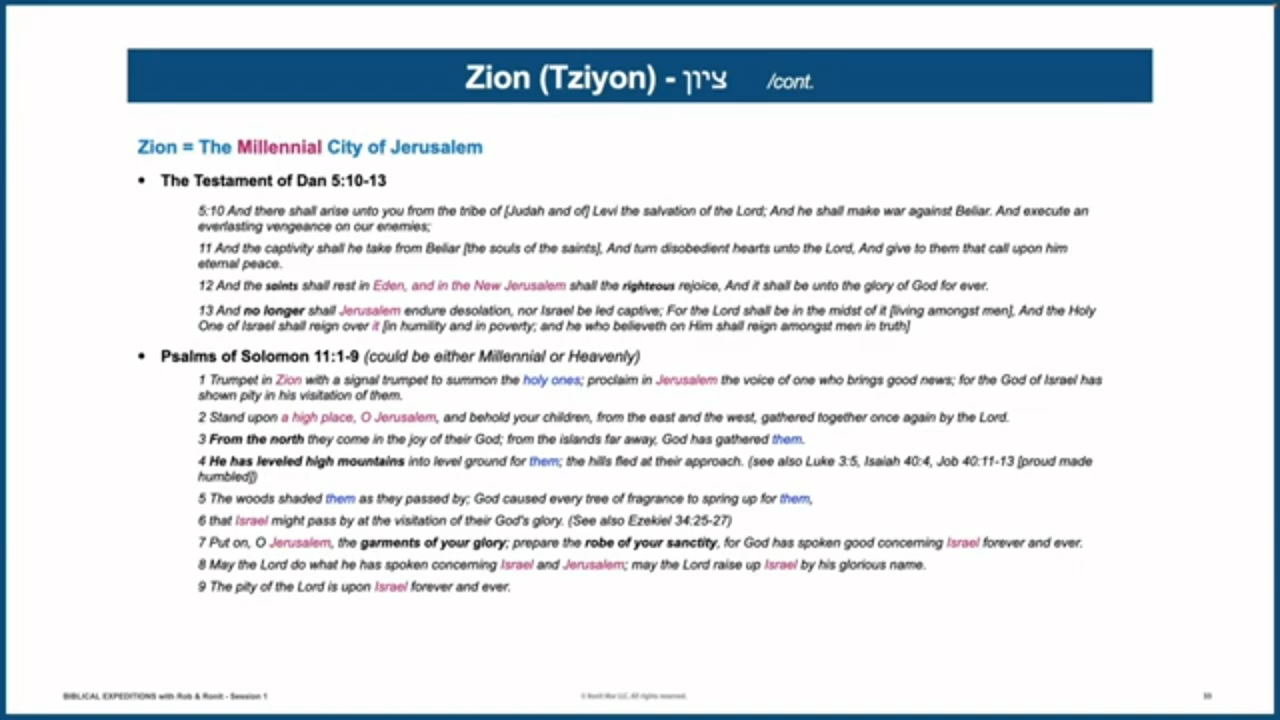 Zion (Tziyon) - ציון /cont.
Zion = The Millennial City of Jerusalem
• The Testament of Dan 5:10-13
5:10 And there shall arise unto you from the tribe of [Judah and of] Levi the salvation of the Lord; And he shall make war against Beliar. And execute an
everlasting vengeance on our enemies;
11 And the captivity shall he take from Beliar [the souls of the saints], And turn disobedient hearts unto the Lord, And give to them that call upon him
eternal peace.
12 And the saints shall rest in Eden, and in the New Jerusalem shall the righteous rejoice, And it shall be unto the glory of God for ever.
13 And no longer shall Jerusalem endure desolation, nor Israel be led captive; For the Lord shall be in the midst of it [living amongst men], And the Holy
One of Israel shall reign over it [in humility and in poverty; and he who believeth on Him shall reign amongst men in truth]
• Psalms of Solomon 11:1-9 (could be either Millennial or Heavenly)
1 Trumpet in Zion with a signal trumpet to summon the holy ones; proclaim in Jerusalem the voice of one who brings good news; for the God of Israel has
shown pity in his visitation of them.
2 Stand upon a high place, O Jerusalem, and behold your children, from the east and the west, gathered together once again by the Lord.
3 From the north they come in the joy of their God; from the islands far away, God has gathered them.
4 He has leveled high mountains into level ground for them; the hills fled at their approach. (see also Luke 3:5, Isaiah 40:4, Job 40:11-13 [proud made
humbled])
5 The woods shaded them as they passed by; God caused every tree of fragrance to spring up for them,
6 that Israel might pass by at the visitation of their God's glory. (See also Ezekiel 34:25-27)
7 Put on, O Jerusalem, the garments of your glory; prepare the robe of your sanctity, for God has spoken good concerning Israel forever and ever.
8 May the Lord do what he has spoken concerning Israel and Jerusalem; may the Lord raise up Israel by his glorious name.
9 The pity of the Lord is upon Israel forever and ever.
BIBLICAL EXPEDITIONS with Rob & Ronit - Session 1
© Ronit Mor LLC. All rights reserved.